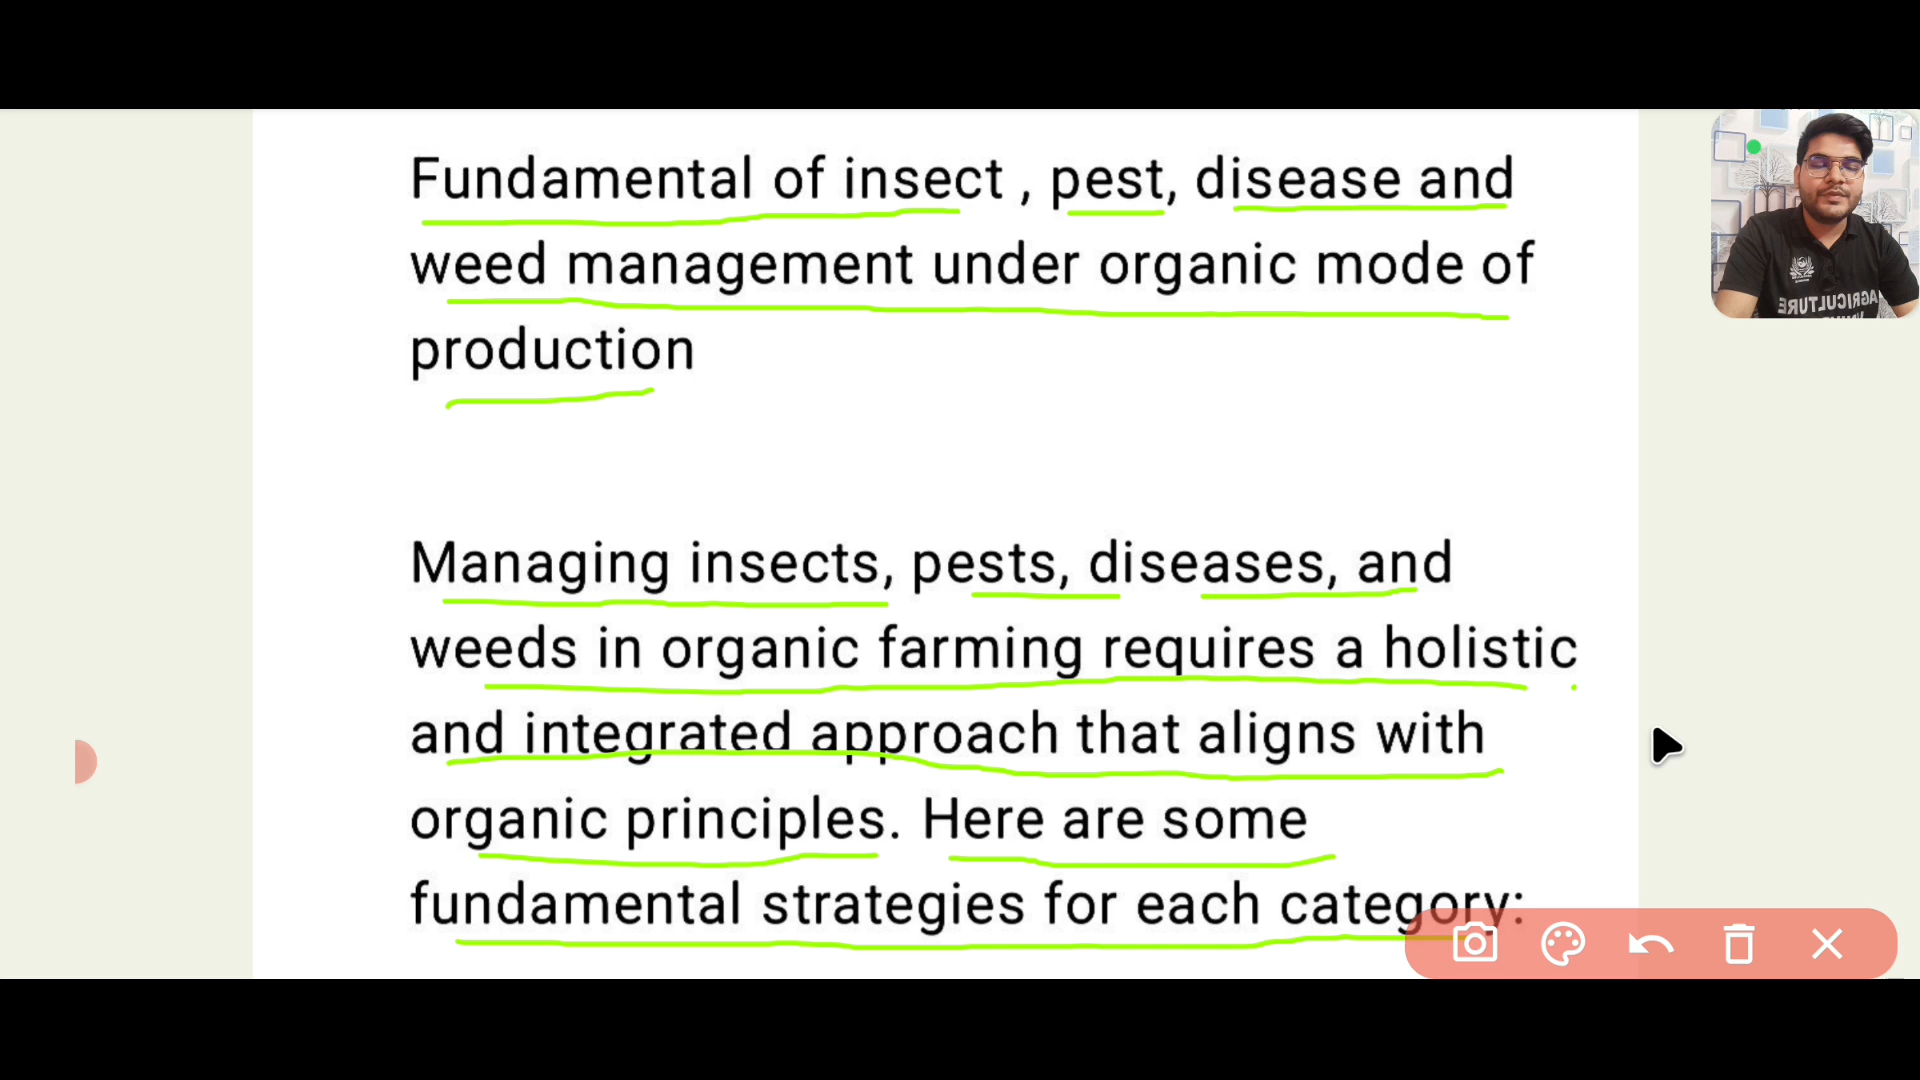 Fundamental of insect , pest, disease and
weed management under organic mode of
production
Managing insects, pests, diseases, and
weeds in organic farming requires a holistic
and integrated approach that aligns with
organic principles. Here are some
fundamental strategies for each category:
AGRICULTURE